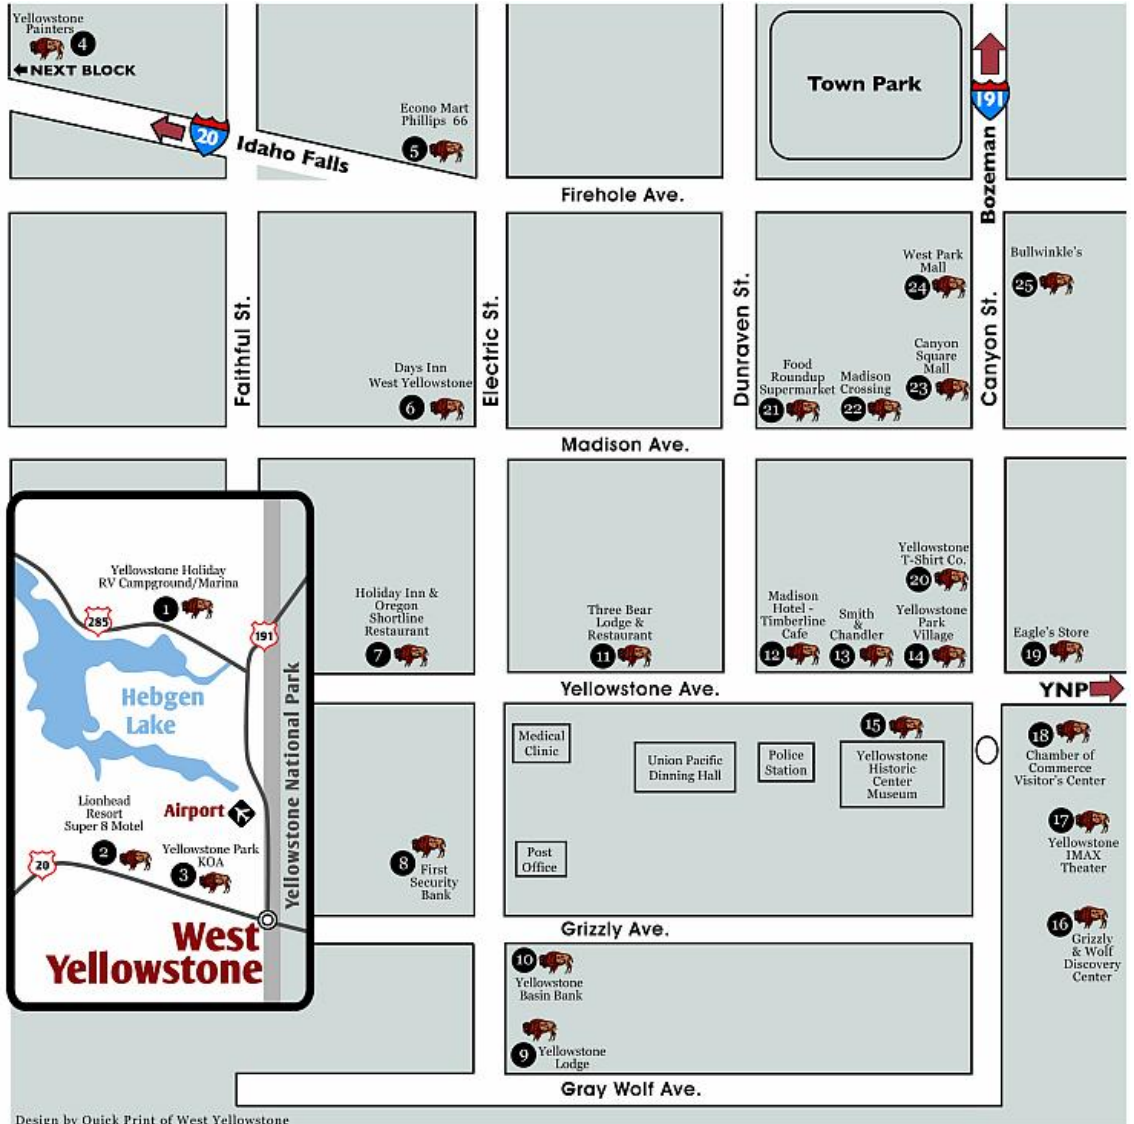 Yellowstone
Painters
4
NEXT BLOCK
20
Idaho Falls
Econo Mart
Phillips 66
5
Town Park
191
Bozeman
Firehole Ave.
Faithful St.
Electric St.
Dunraven St.
Canyon St.
West Park
Mall
24
Bullwinkle's
25
Days Inn
West Yellowstone
6
Food
Roundup
Supermarket
21
Madison
Crossing
22
Canyon
Square
Mall
23
Madison Ave.
Yellowstone Holiday
RV Campground/Marina
1
285
191
Hebgen
Lake
Yellowstone National Park
Lionhead
Resort
Super 8 Motel
2
Airport
Yellowstone Park
KOA
3
20
West
Yellowstone
Holiday Inn &
Oregon
Shortline
Restaurant
7
Three Bear
Lodge &
Restaurant
11
Madison
Hotel -
Timberline
Cafe
12
Smith
&
Chandler
13
Yellowstone
T-Shirt Co.
20
Yellowstone
Park
Village
14
Eagle's Store
19
Yellowstone Ave.
YNP
Medical
Clinic
Union Pacific
Dinning Hall
Police
Station
15
Yellowstone
Historic
Center
Museum
18
Chamber of
Commerce
Visitor's Center
17
Yellowstone
IMAX
Theater
8
First
Security
Bank
Post
Office
16
Grizzly
& Wolf
Discovery
Center
Grizzly Ave.
10
Yellowstone
Basin Bank
9
Yellowstone
Lodge
Gray Wolf Ave.
Design by Quick Print of West Yellowstone